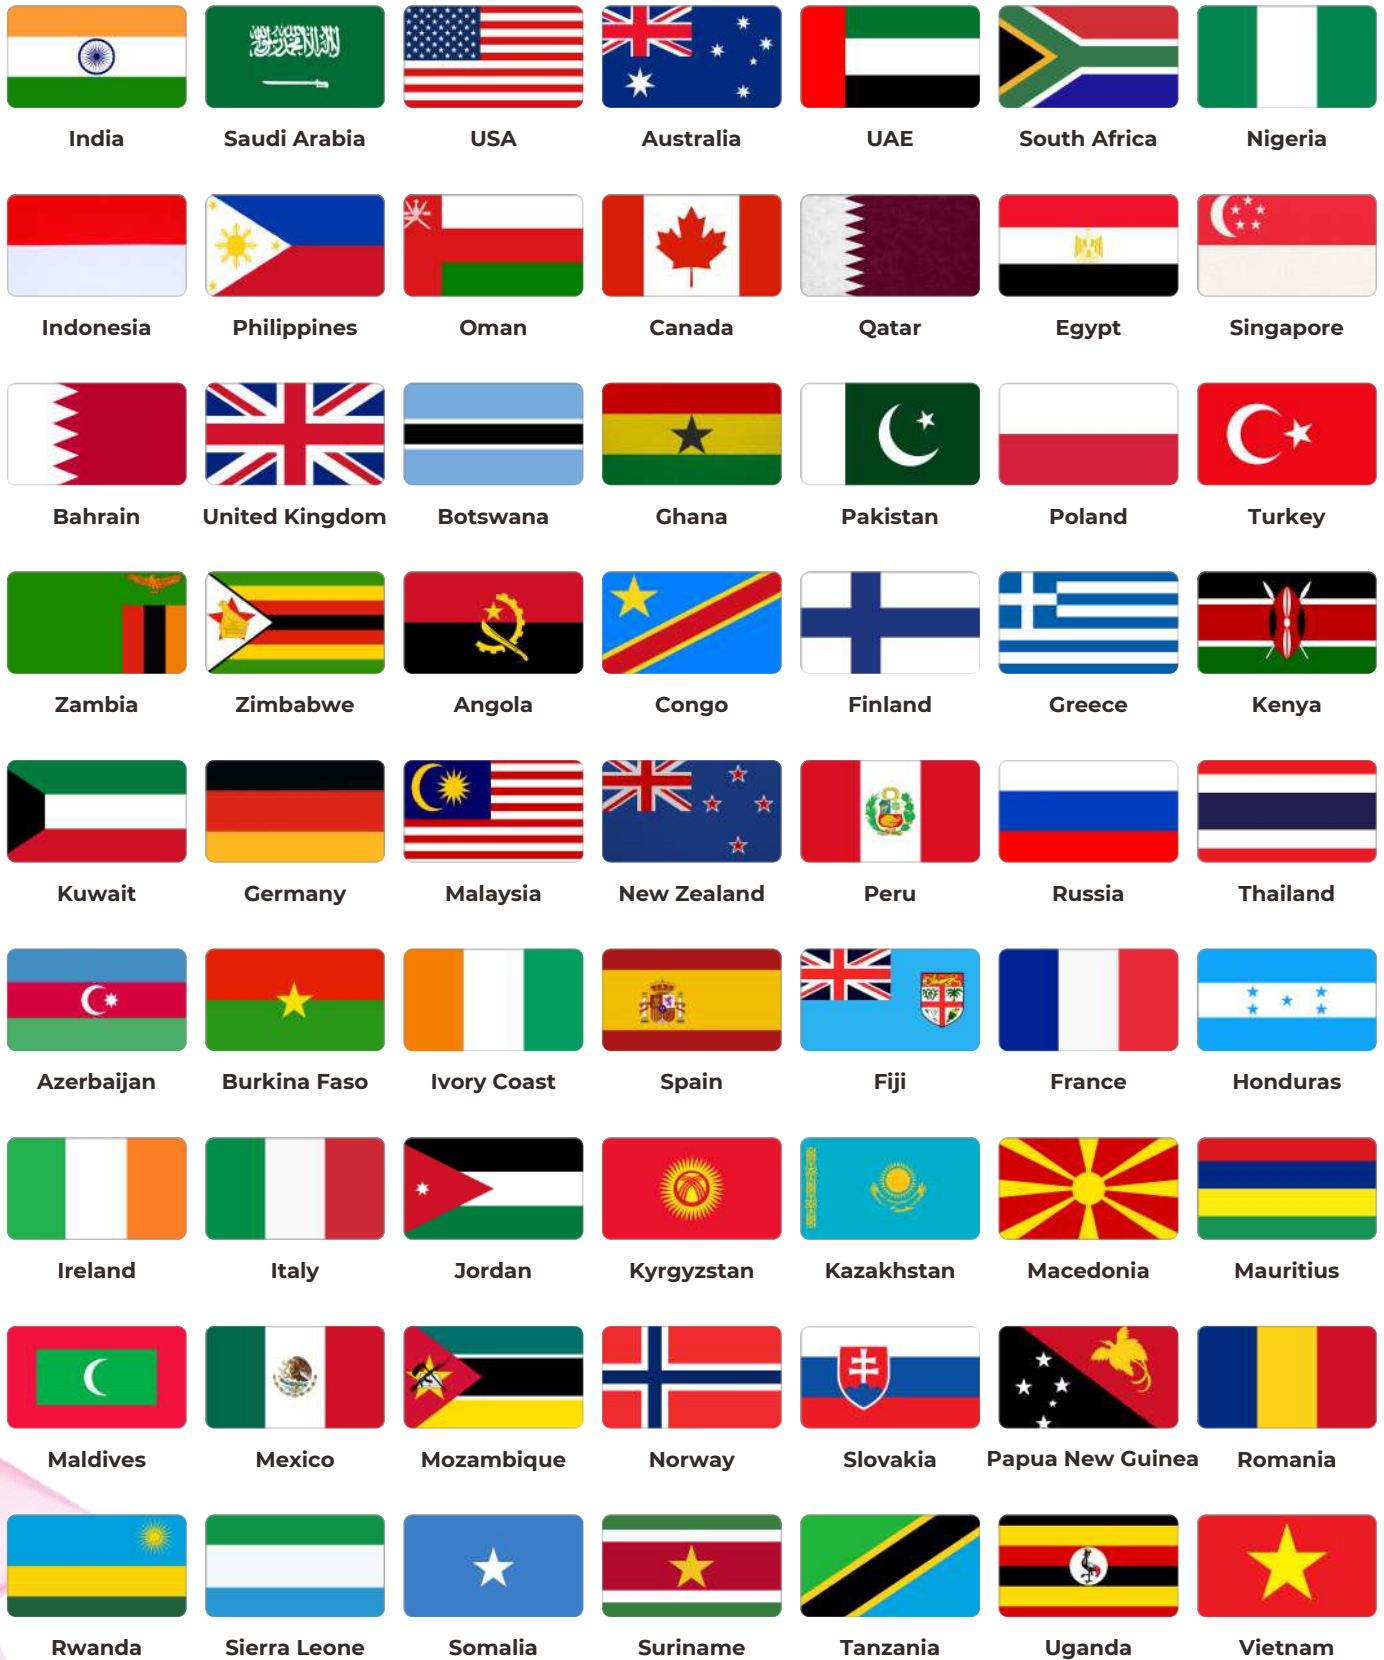 India Saudi Arabia USA Australia UAE South Africa Nigeria
Indonesia Philippines Oman Canada Qatar Egypt Singapore
Bahrain United Kingdom Botswana Ghana Pakistan Poland Turkey
Zambia Zimbabwe Angola Congo Finland Greece Kenya
Kuwait Germany Malaysia New Zealand Peru Russia Thailand
Azerbaijan Burkina Faso Ivory Coast Spain Fiji France Honduras
Ireland Italy Jordan Kyrgyzstan Kazakhstan Macedonia Mauritius
Maldives Mexico Mozambique Norway Slovakia Papua New Guinea Romania
Rwanda Sierra Leone Somalia Suriname Tanzania Uganda Vietnam